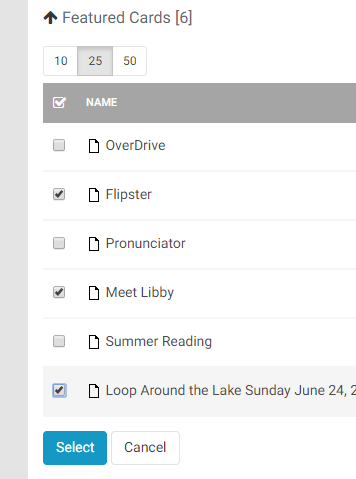 Featured Cards [6]
10 25 50
NAME
OverDrive
Flipster
Pronunciator
Meet Libby
Summer Reading
Loop Around the Lake Sunday June 24, 2
Select Cancel